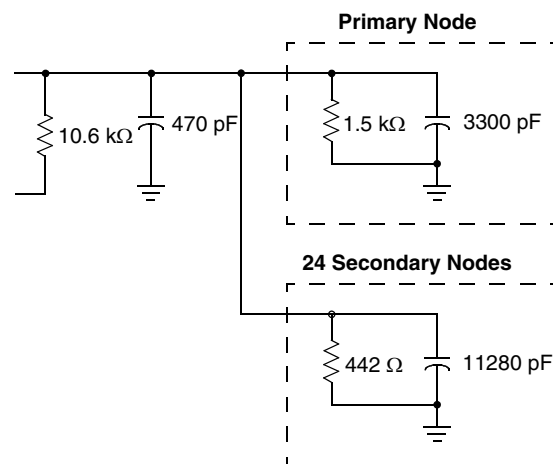 Primary Node
10.6 kΩ
470 pF
1.5 kΩ
3300 pF
24 Secondary Nodes
442 Ω
11280 pF